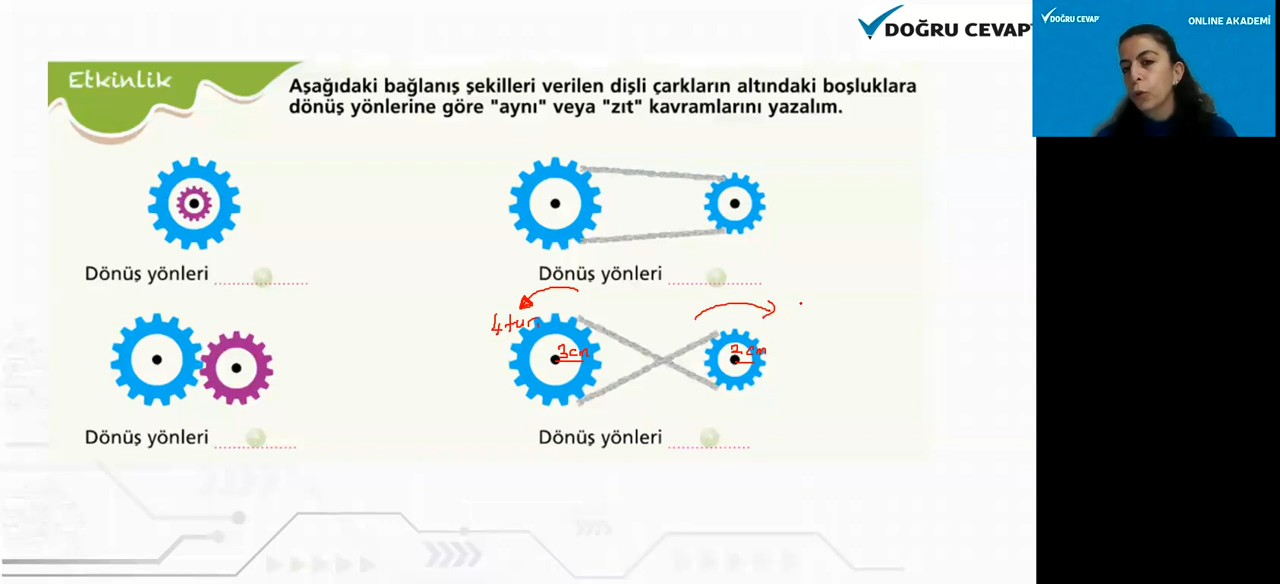 DOĞRU CEVAP
DOĞRU CEVAP
ONLINE AKADEMİ
Etkinlik
Aşağıdaki bağlanış şekilleri verilen dişli çarkların altındaki boşluklara
dönüş yönlerine göre "aynı" veya "zıt" kavramlarını yazalım.
Dönüş yönleri
Dönüş yönleri
4 tur
3cm
cm
Dönüş yönleri
Dönüş yönleri